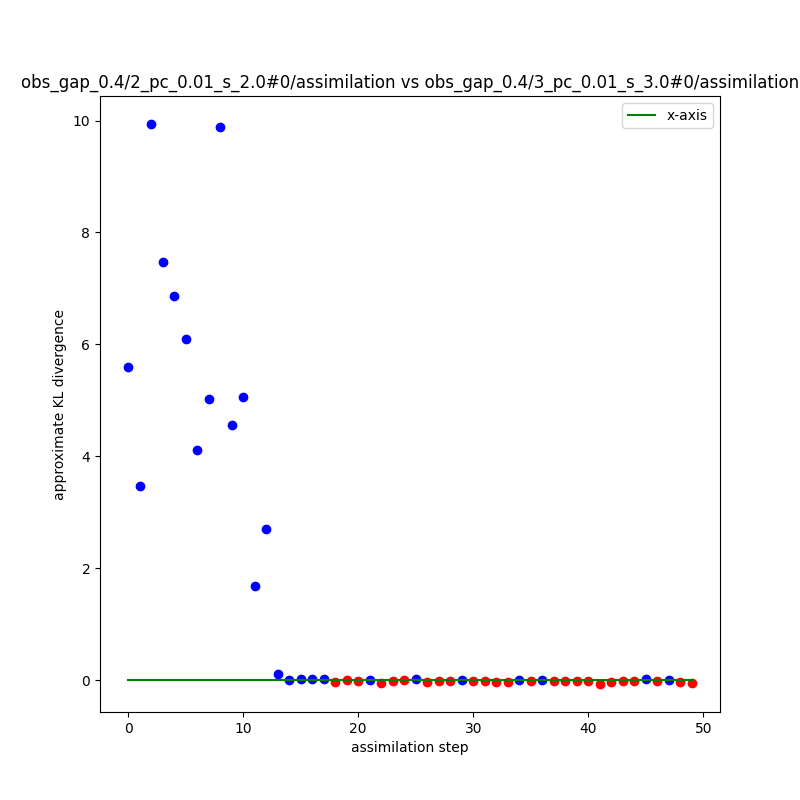 obs_gap_0.4/2_pc_0.01_s_2.0#0/assimilation vs obs_gap_0.4/3_pc_0.01_s_3.0#0/assimilation
x-axis
10
8
6
4
2
0
approximate KL divergence
0 10 20 30 40 50
assimilation step